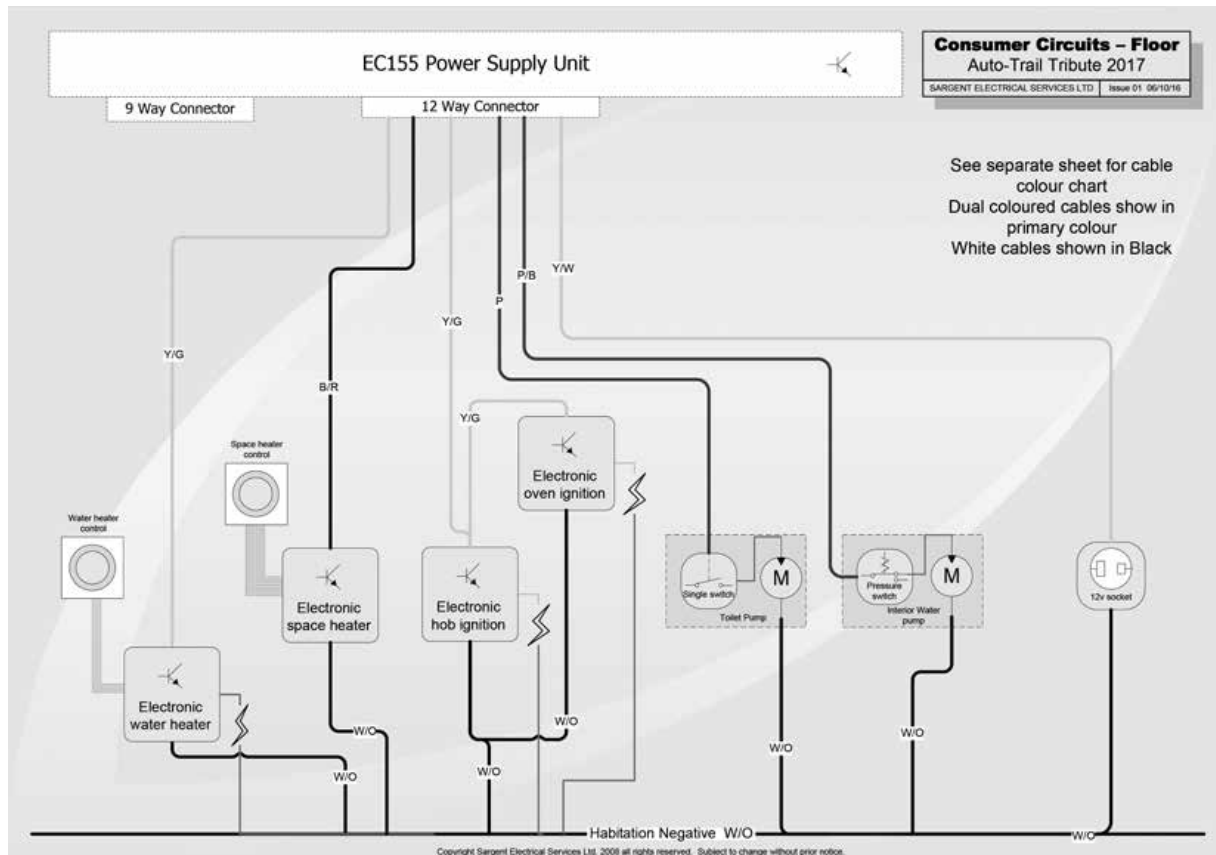 EC155 Power Supply Unit
Consumer Circuits – Floor
Auto-Trail Tribute 2017
SARGENT ELECTRICAL SERVICES LTD
Issue 01 06/10/16
9 Way Connector
12 Way Connector
See separate sheet for cable
colour chart
Dual coloured cables show in
primary colour
White cables shown in Black
P/B
Y/W
P
Y/G
Y/G
B/R
Y/G
Space heater
control
Electronic
oven ignition
Water heater
control
Electronic
space heater
Electronic
hob ignition
M
Single switch
Toilet Pump
M
Pressure
switch
Interior Water
pump
12v socket
Electronic
water heater
W/O
W/O
W/O
W/O
W/O
W/O
W/O
Habitation Negative W/O
Copyright Sargent Electrical Services Ltd. 2008 all rights reserved. Subject to change without prior notice.